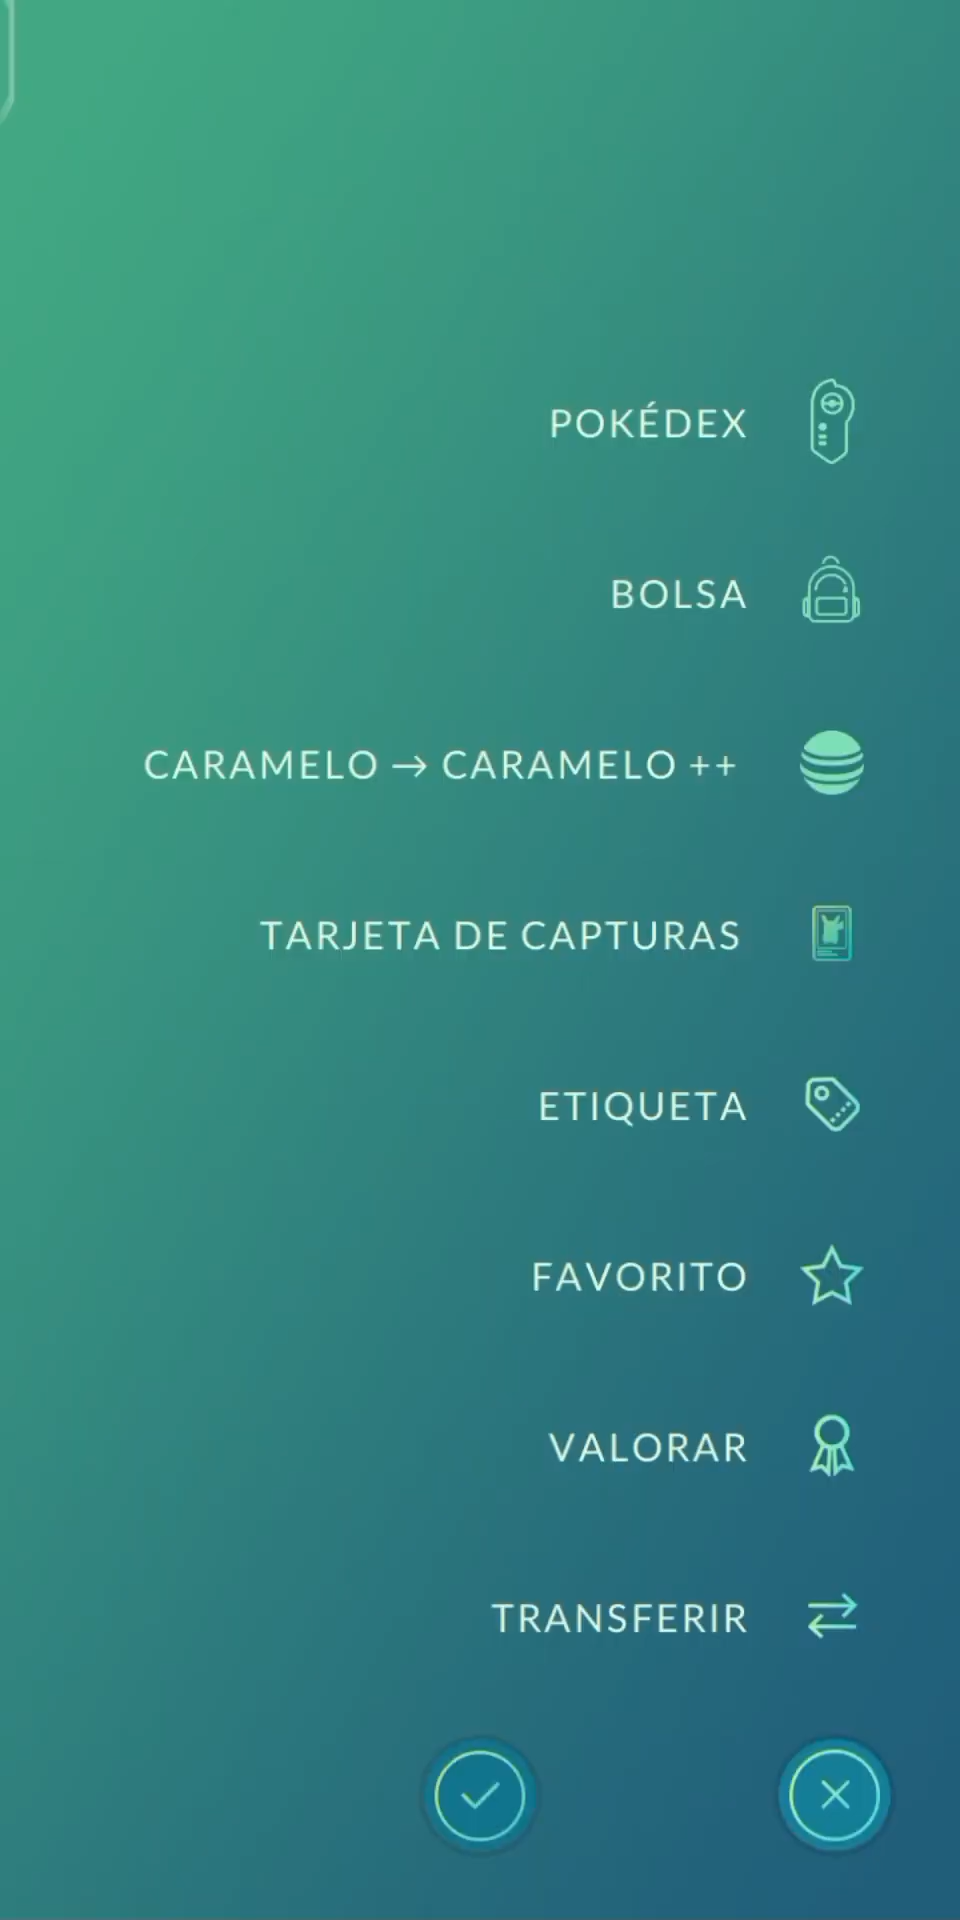 POKÉDEX
BOLSA
CARAMELO → CARAMELO ++
TARJETA DE CAPTURAS
ETIQUETA
FAVORITO
VALORAR
TRANSFERIR